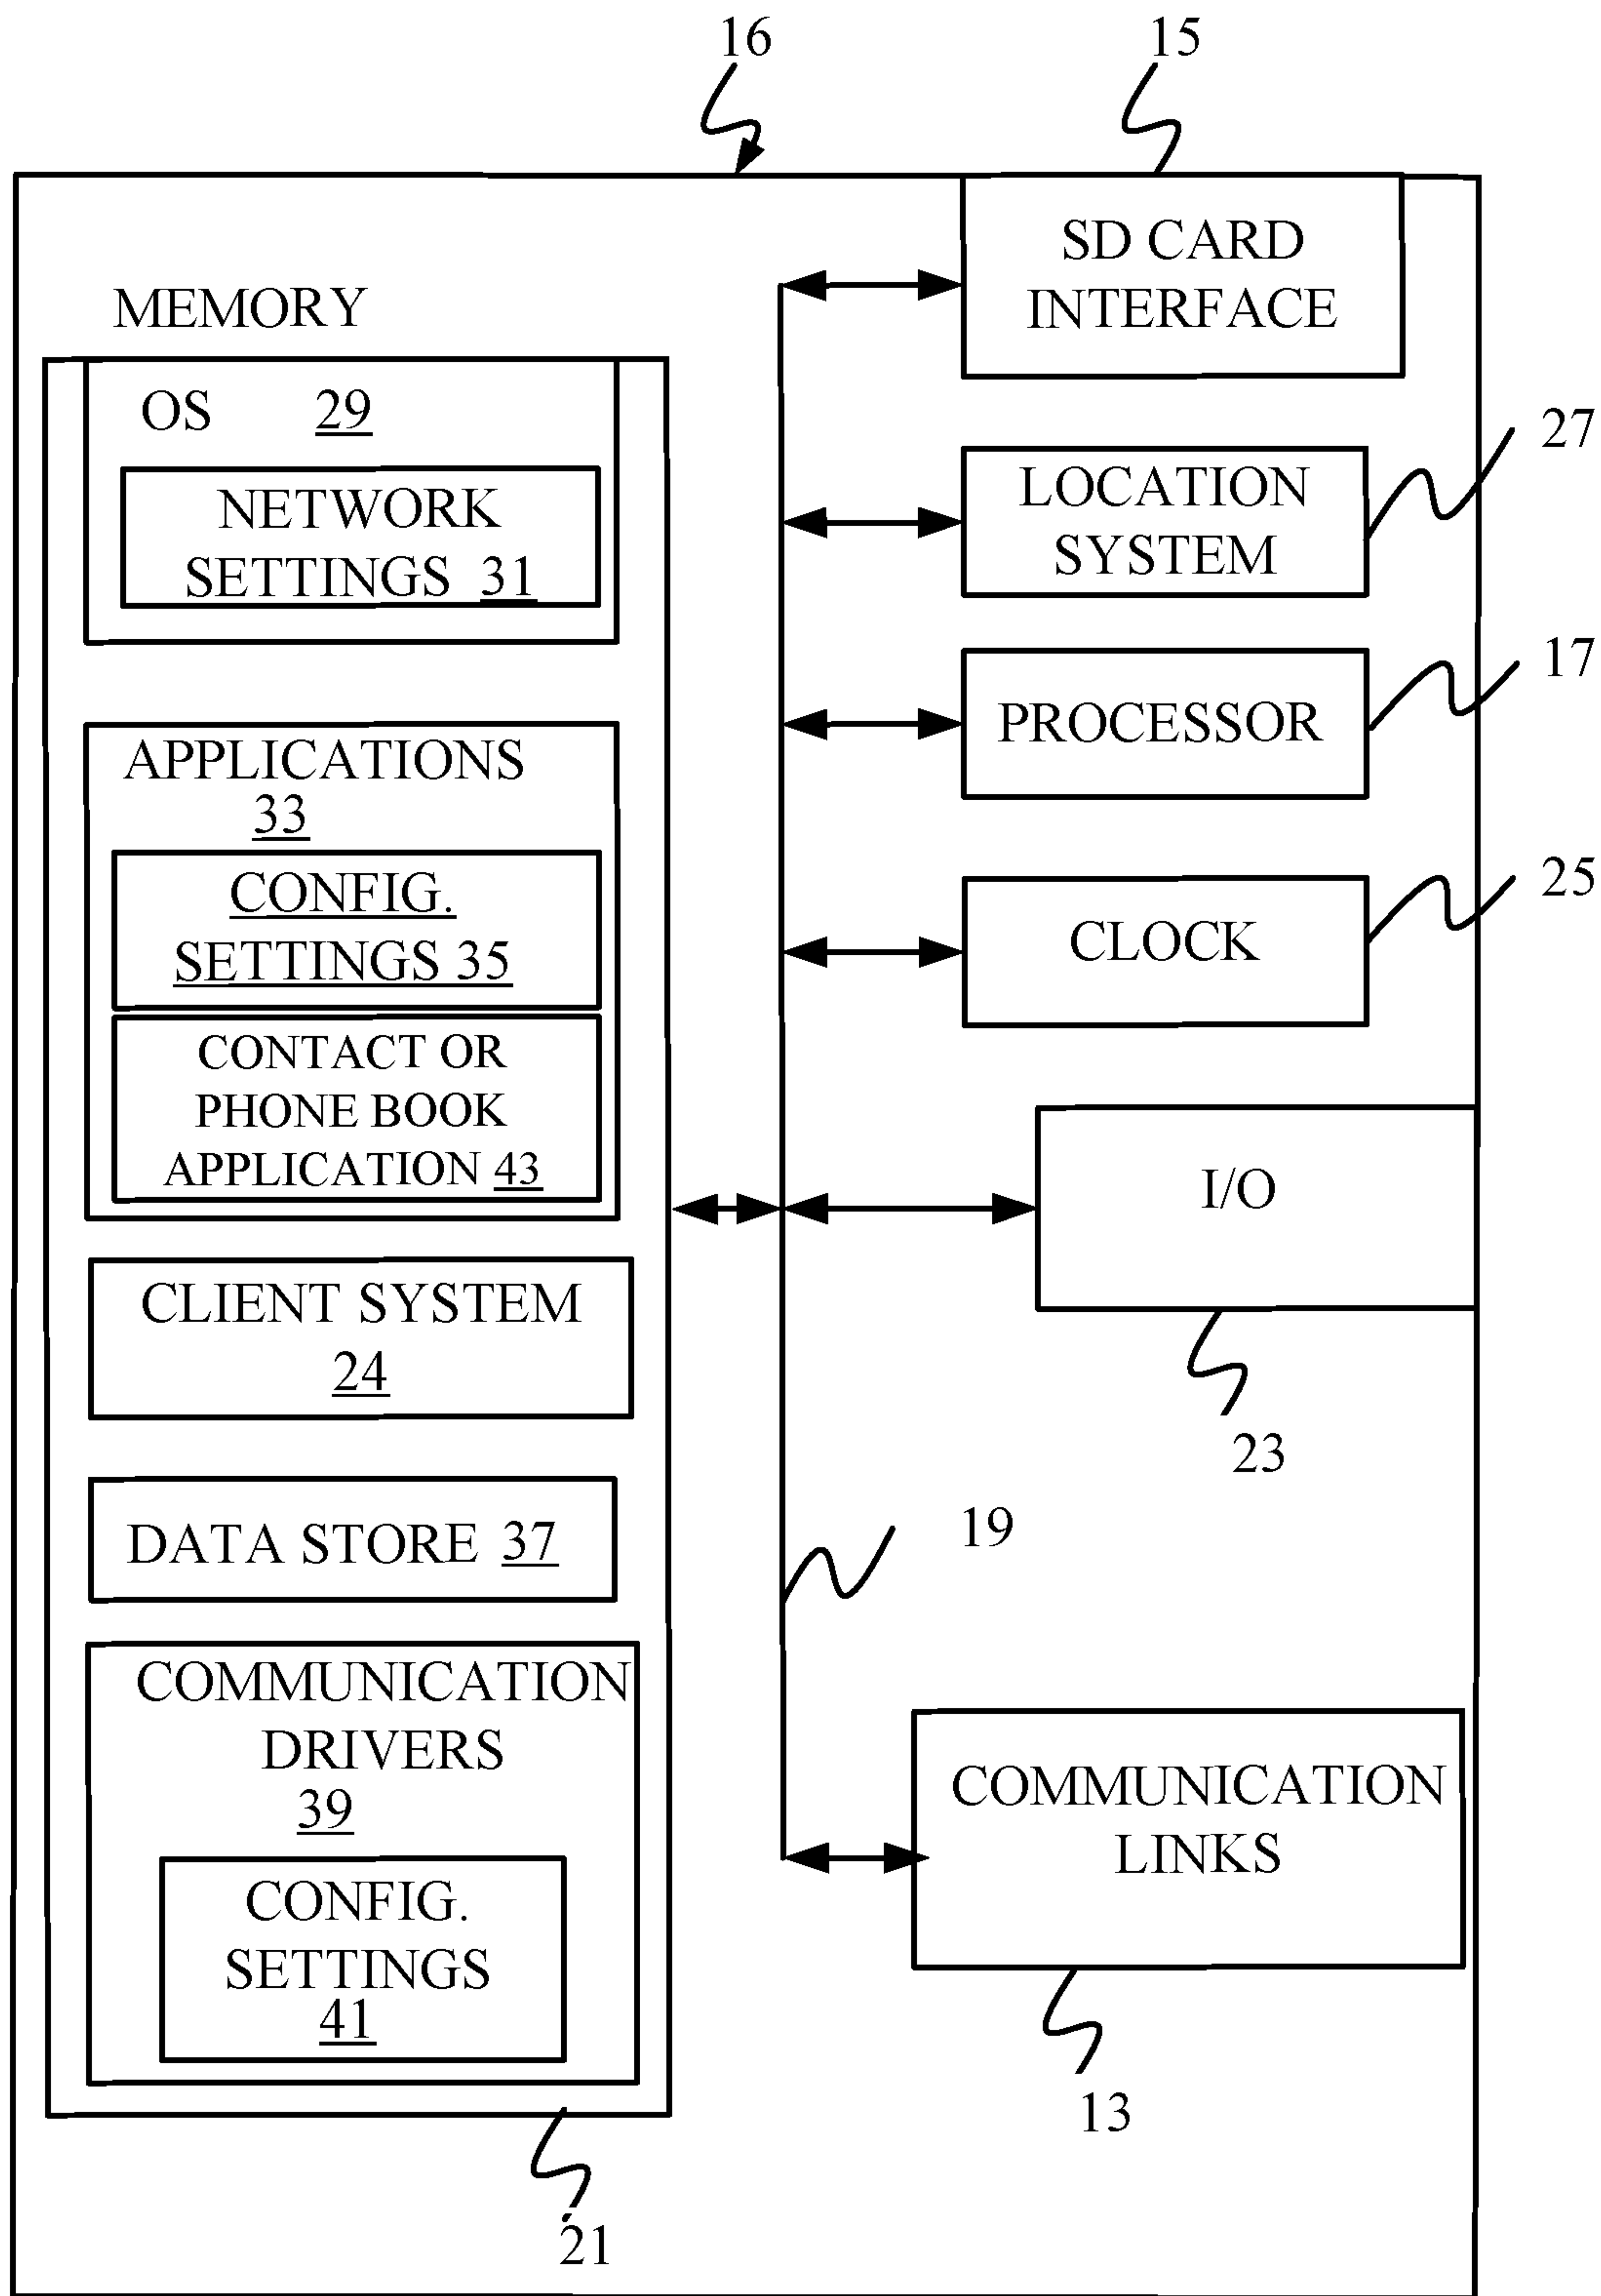 16
15
SD CARD
INTERFACE
MEMORY
OS 29
NETWORK
SETTINGS 31
27
LOCATION
SYSTEM
17
PROCESSOR
APPLICATIONS
33
CONFIG.
SETTINGS 35
25
CLOCK
CONTACT OR
PHONE BOOK
APPLICATION 43
I/O
23
CLIENT SYSTEM
24
DATA STORE 37
19
COMMUNICATION
DRIVERS
39
CONFIG.
SETTINGS
41
COMMUNICATION
LINKS
13
21